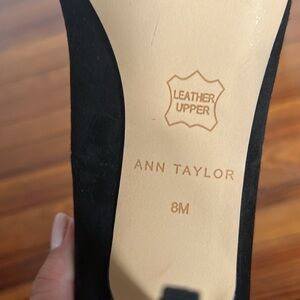 LEATHER
UPPER
ANN TAYLOR
8M